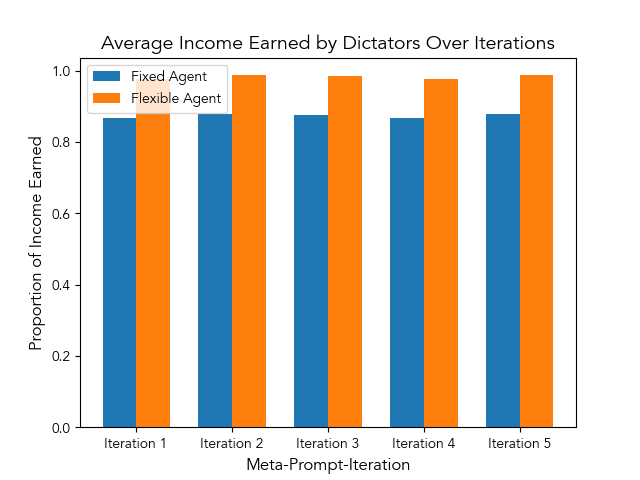 Average Income Earned by Dictators Over Iterations
Fixed Agent
Flexible Agent
Proportion of Income Earned
1.0
0.8
0.6
0.4
0.2
0.0
Iteration 1
Iteration 2
Iteration 3
Iteration 4
Iteration 5
Meta-Prompt-Iteration